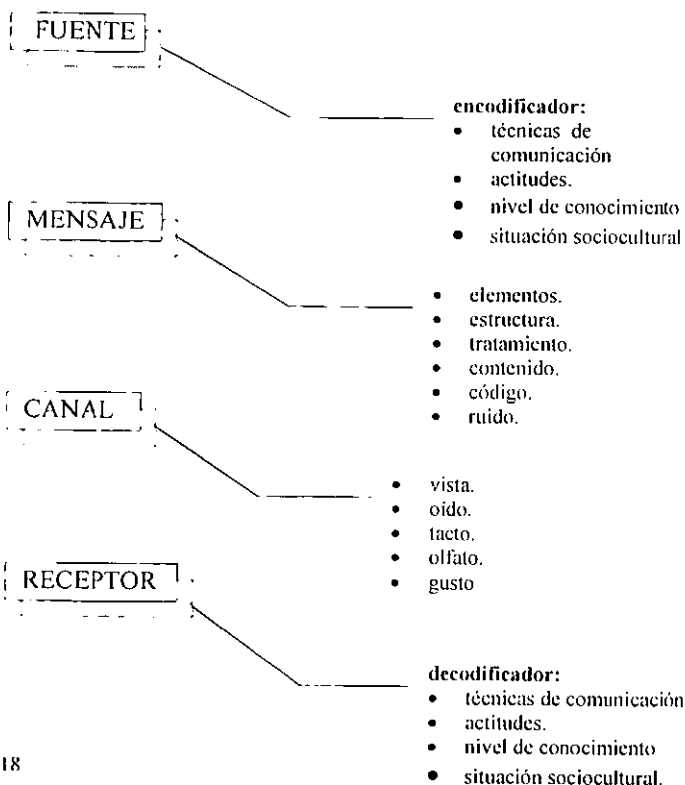 FUENTE
encodificador:
• técnicas de
comunicación
• actitudes.
• nivel de conocimiento
• situación sociocultural
MENSAJE
• elementos.
• estructura.
• tratamiento.
• contenido.
• código.
• ruido.
CANAL
• vista.
• oído.
• tacto.
• olfato.
• gusto
RECEPTOR
decodificador:
• técnicas de comunicación
• actitudes.
• nivel de conocimiento
• situación sociocultural.
18